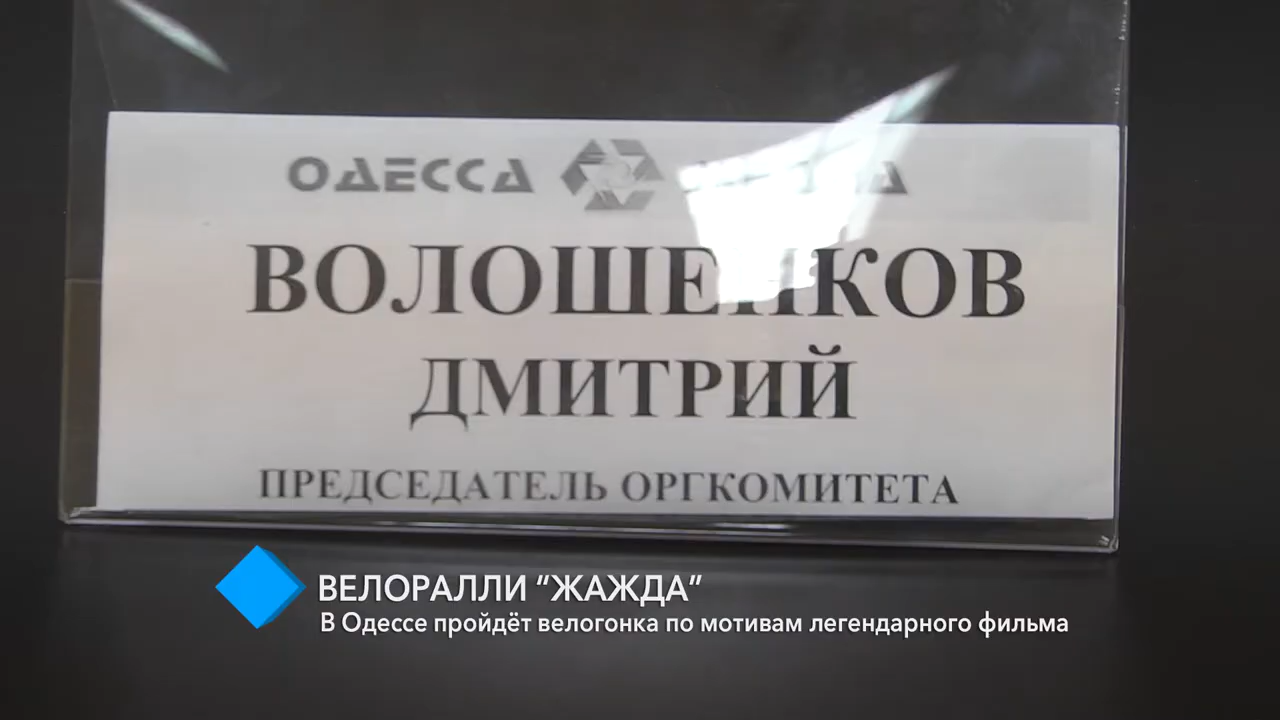 ОДЕССА
ВОЛОШЕНКОВ
ДМИТРИЙ
ПРЕДСЕДАТЕЛЬ ОРГКОМИТЕТА
ВЕЛОРАЛЛИ “ЖАЖДА”
В Одессе пройдёт велогонка по мотивам легендарного фильма